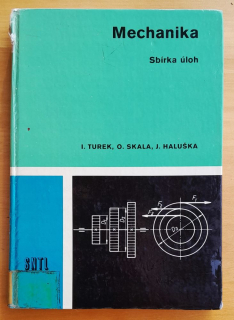 Mechanika
Sbírka úloh
I. TUREK, O. SKALA, J. HALUŠKA
SNTL